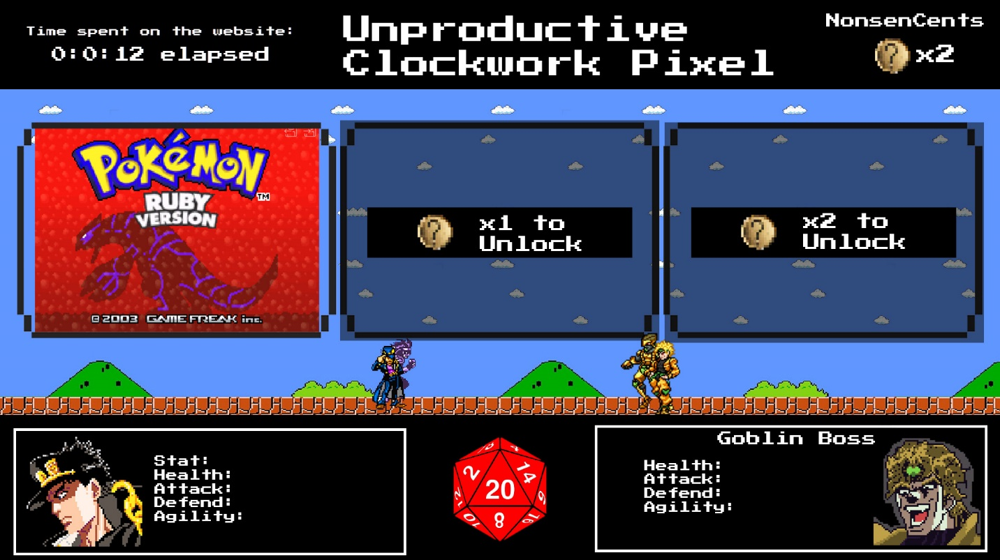 Time spent on the website:
0:0:12 elapsed
Unproductive
Clockwork Pixel
NonsenCents
? x2
POKéMON
TM
RUBY
VERSION
©2003 GAME FREAK inc.
? x1 to
Unlock
? x2 to
Unlock
Stat:
Health:
Attack:
Defend:
Agility:
4
2
14
20
12
6
10
8
16
Goblin Boss
Health:
Attack:
Defend:
Agility: